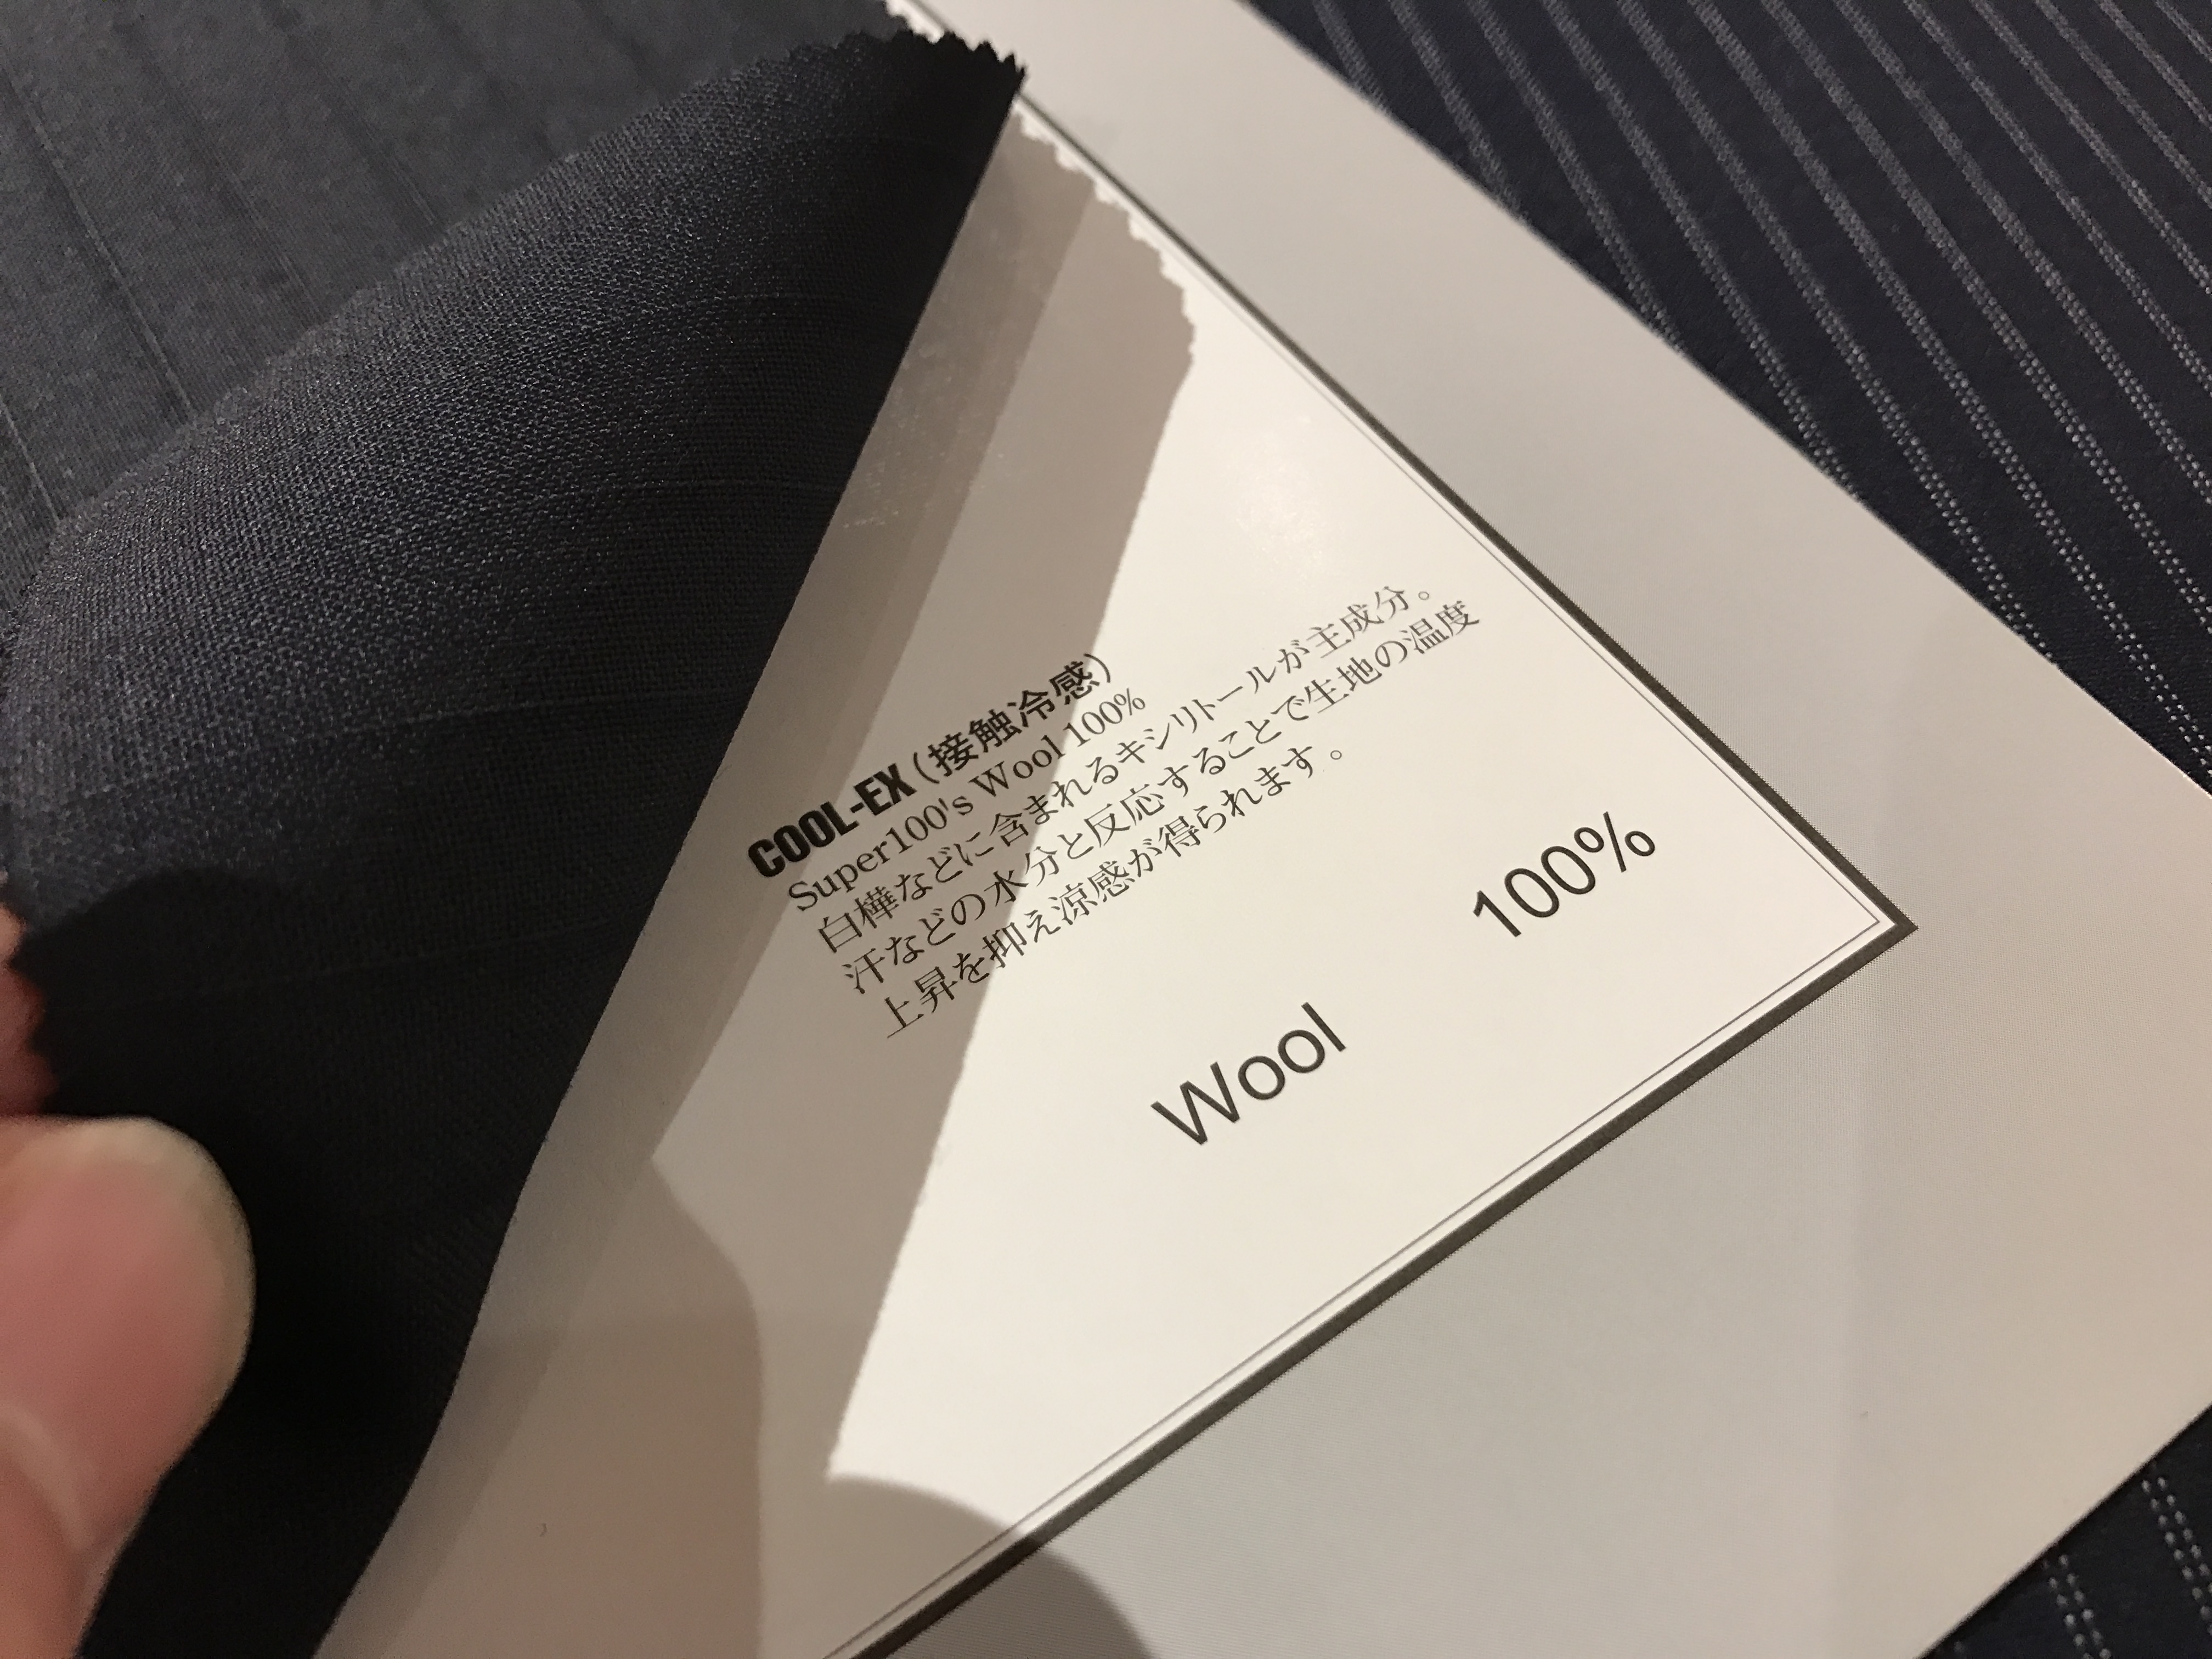 COOL-EX（接触冷感）
Super100's Wool 100%
白樺などに含まれるキシリトールが主成分。
汗などの水分と反応することで生地の温度
上昇を抑え涼感が得られます。
Wool 100%